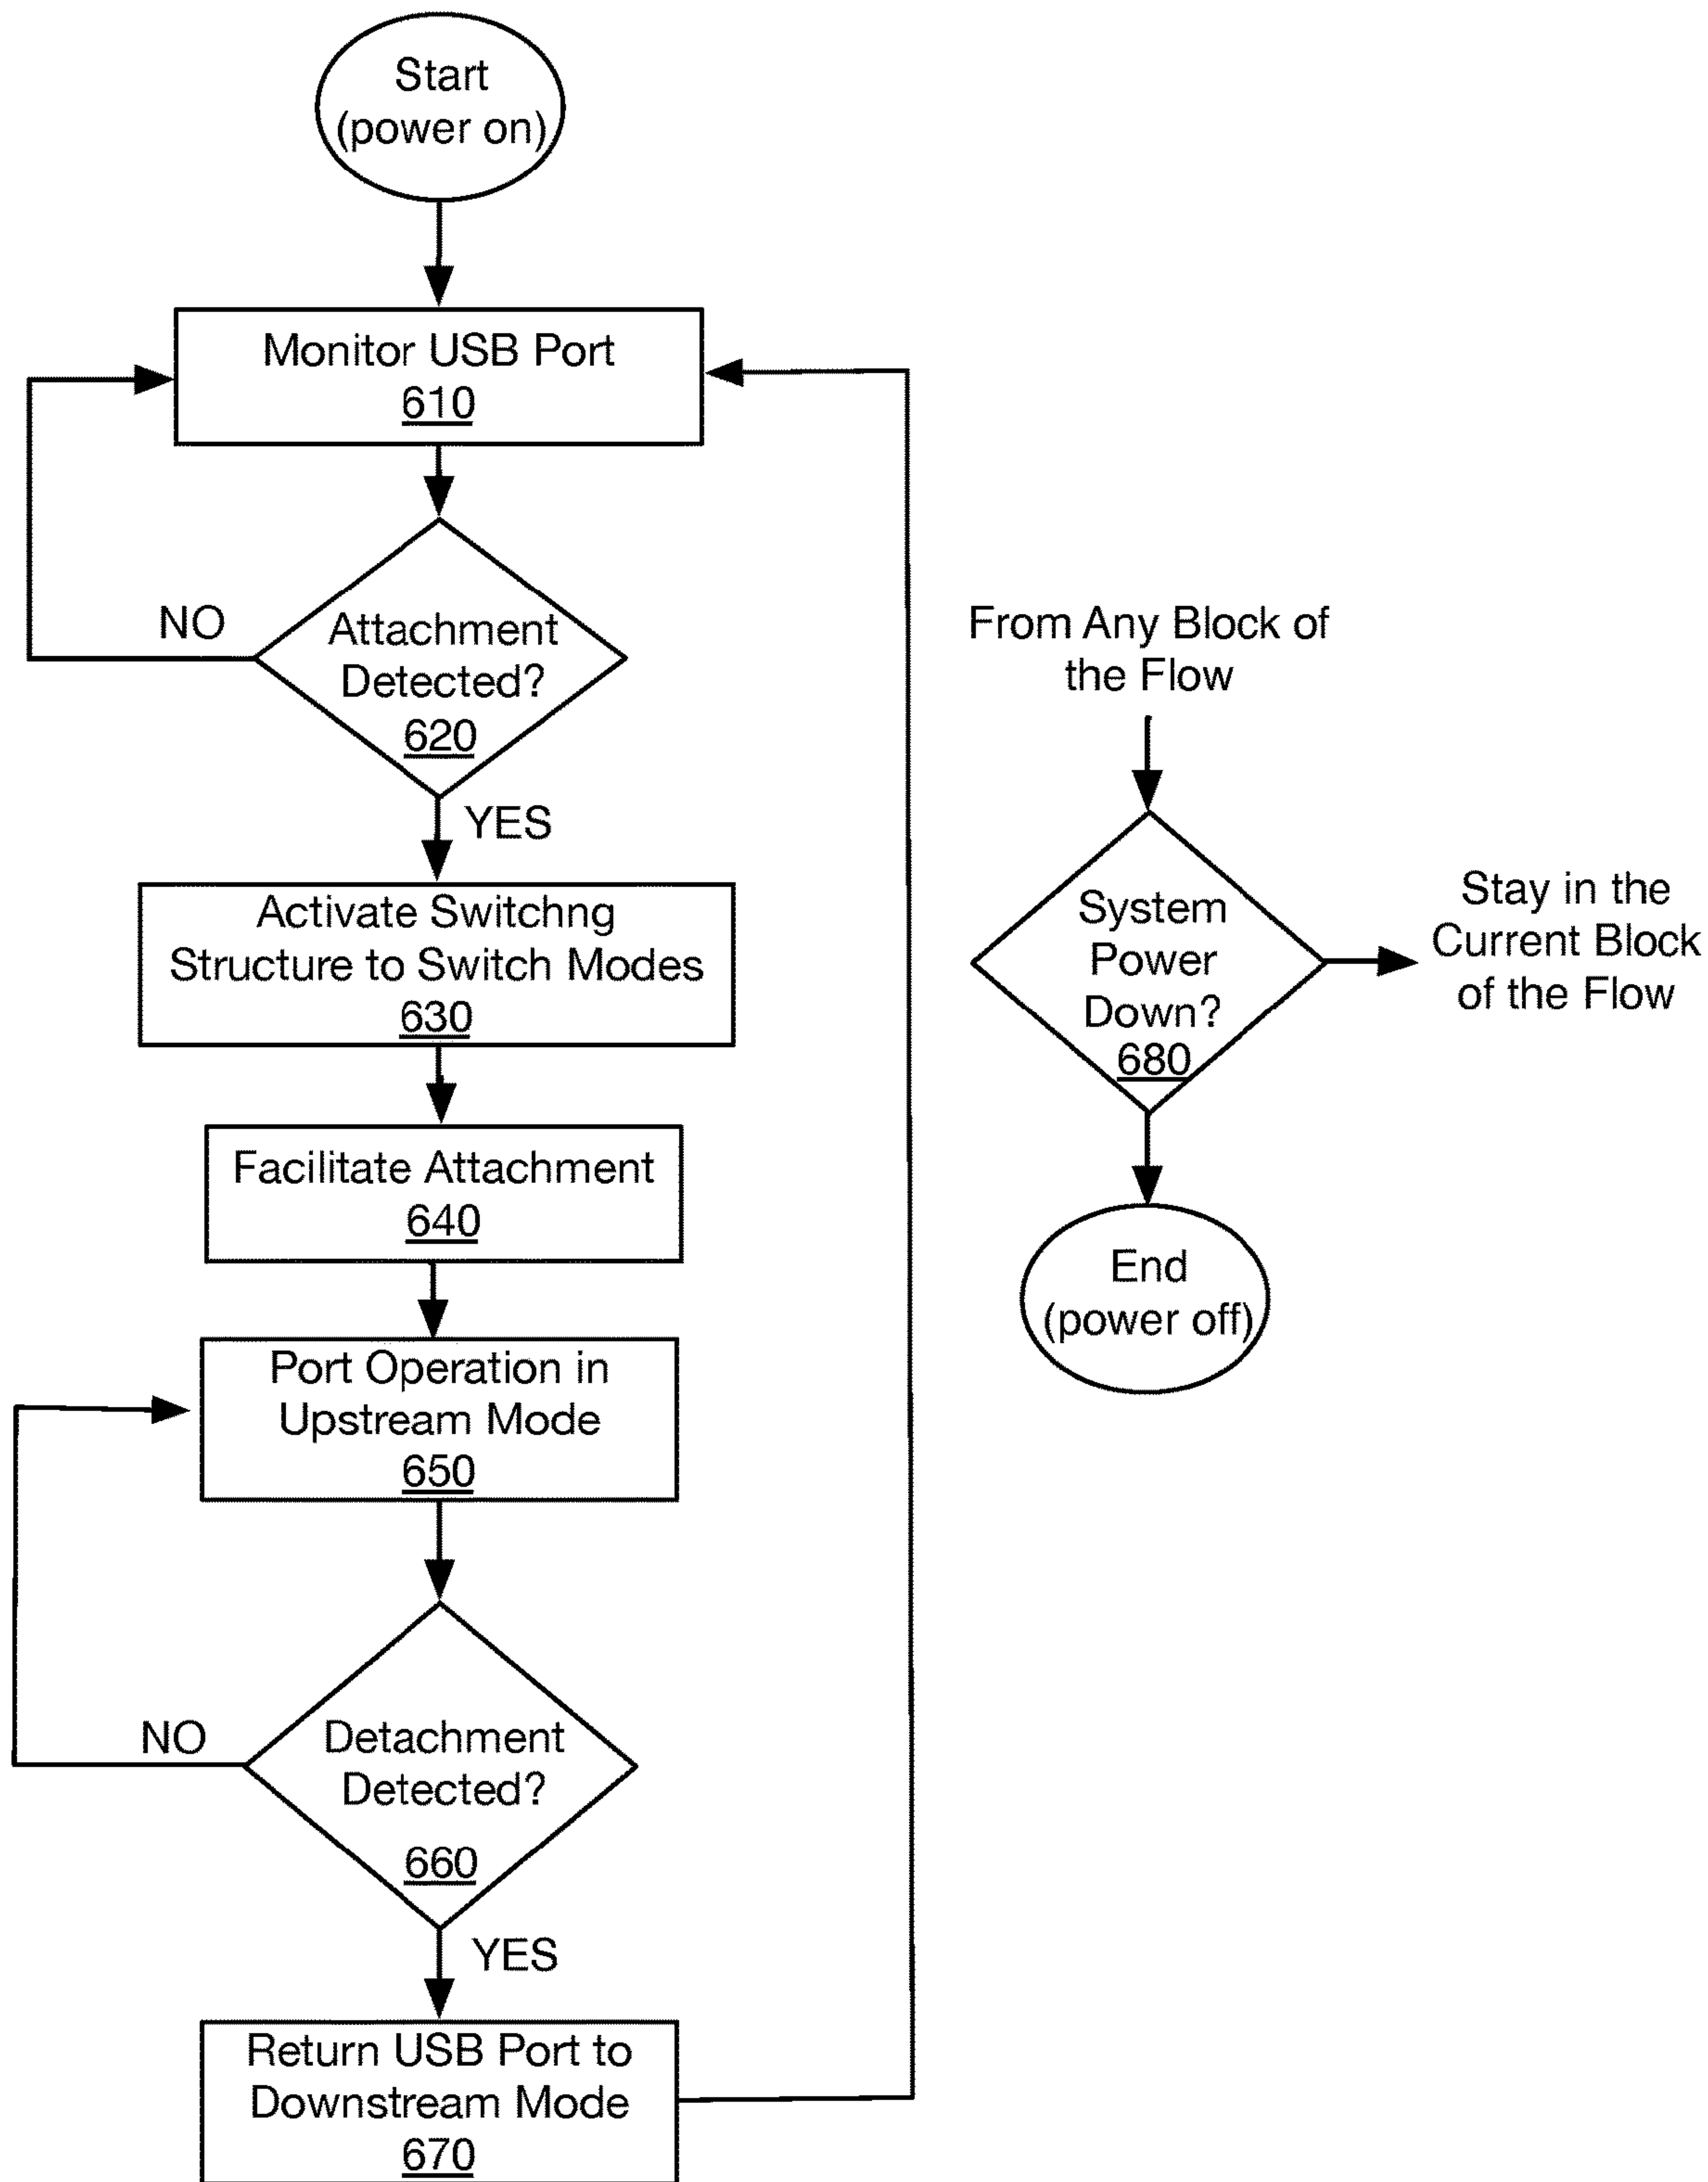 Start
(power on)
Monitor USB Port
610
NO
Attachment
Detected?
620
YES
Activate Switchng
Structure to Switch Modes
630
Facilitate Attachment
640
Port Operation in
Upstream Mode
650
NO
Detachment
Detected?
660
YES
Return USB Port to
Downstream Mode
670
From Any Block of
the Flow
System
Power
Down?
680
Stay in the
Current Block
of the Flow
End
(power off)